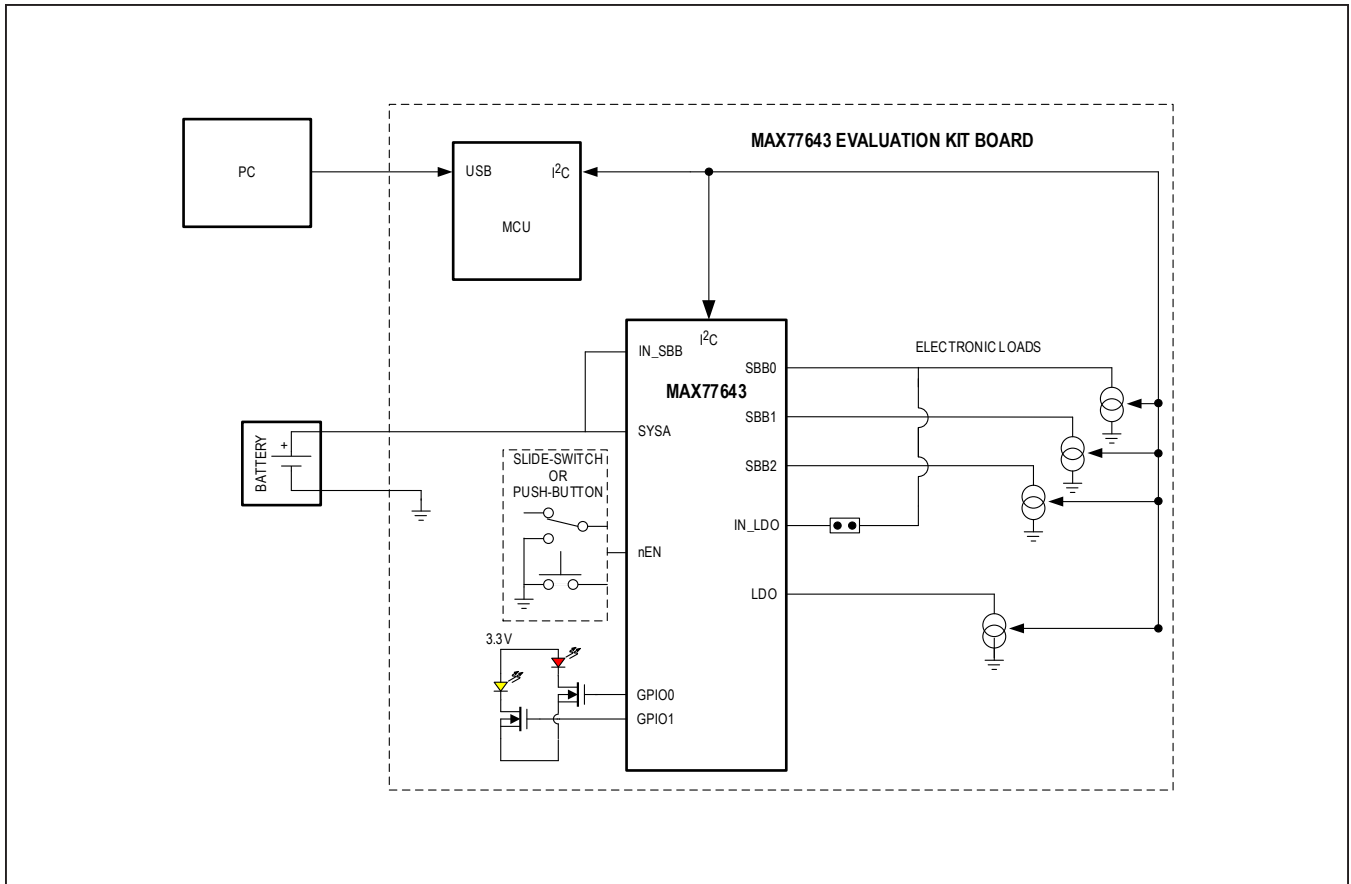 MAX77643 EVALUATION KIT BOARD
PC
USB
I²C
MCU
I²C
IN_SBB
MAX77643
SBB0
ELECTRONIC LOADS
SBB1
SYSA
SBB2
BATTERY
+
SLIDE-SWITCH
OR
PUSH-BUTTON
IN_LDO
nEN
LDO
3.3V
GPIO0
GPIO1